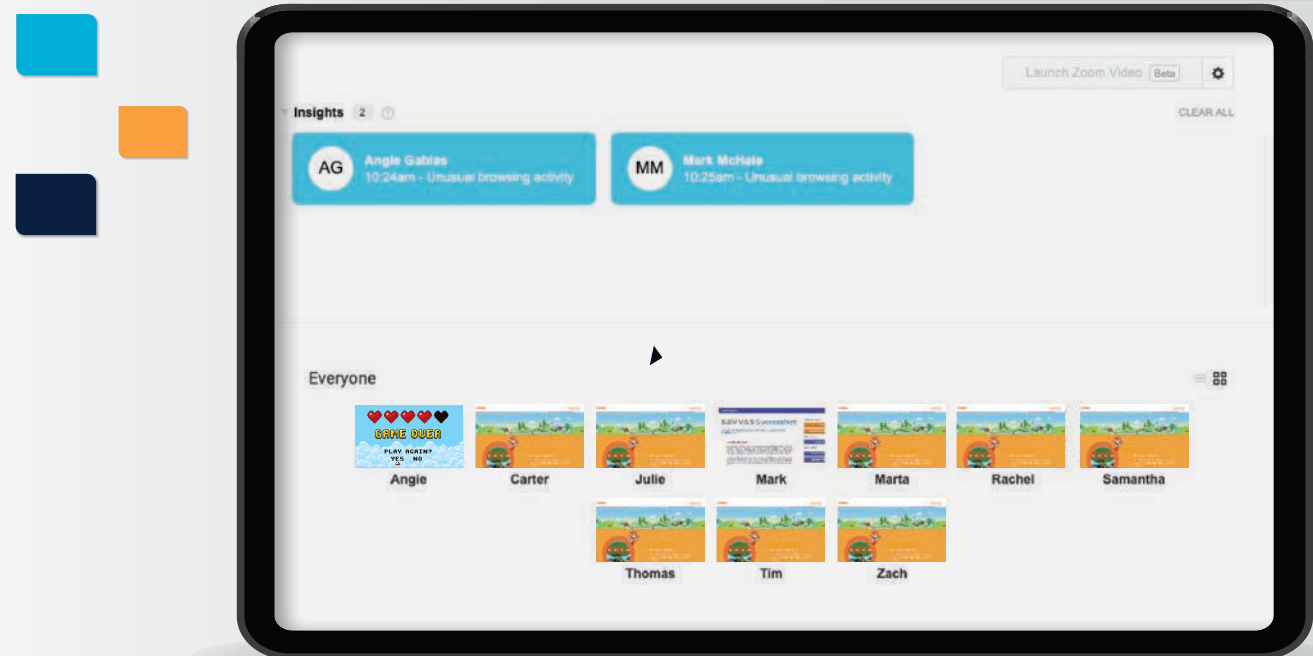 Launch Zoom Video Beta
Insights 2 ?
CLEAR ALL
AG
Angie Gables
10:24am - Unusual browsing activity
MM
Mark McHale
10:25am - Unusual browsing activity
Everyone
GAME OVER
PLAY AGAIN?
YES NO
SAVVAS SuccessNet
Angie
Carter
Julie
Mark
Marta
Rachel
Samantha
Thomas
Tim
Zach